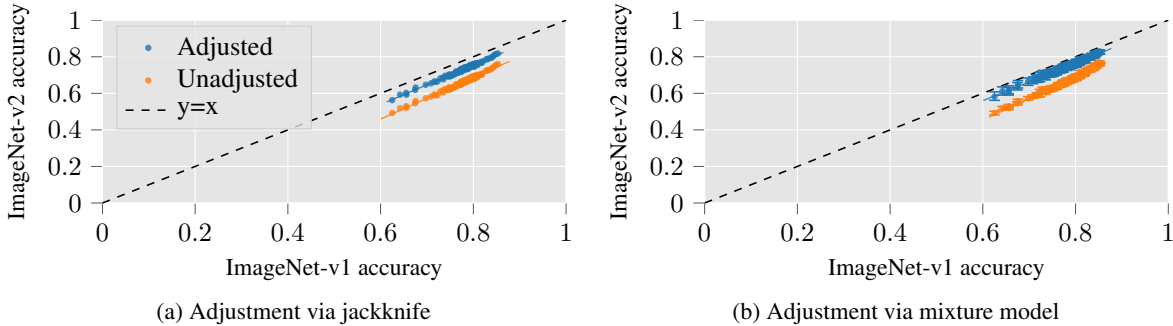 1
0.8
0.6
0.4
0.2
0
0
0.2
0.4
0.6
0.8
1
ImageNet-v2 accuracy
ImageNet-v1 accuracy
Adjusted
Unadjusted
y=x
(a) Adjustment via jackknife
1
0.8
0.6
0.4
0.2
0
0
0.2
0.4
0.6
0.8
1
ImageNet-v2 accuracy
ImageNet-v1 accuracy
(b) Adjustment via mixture model